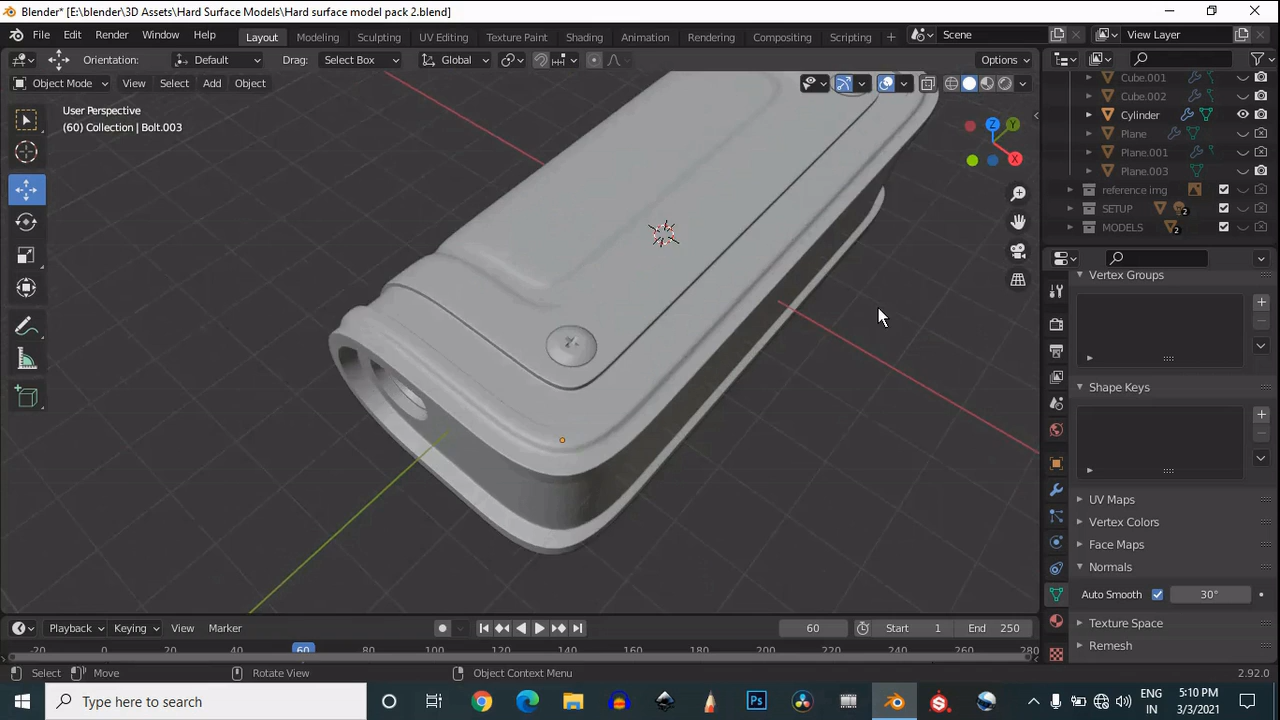 Blender* [E:\blender\3D Assets\Hard Surface Models\Hard surface model pack 2.blend]
File Edit Render Window Help Layout Modeling Sculpting UV Editing Texture Paint Shading Animation Rendering Compositing Scripting + Scene View Layer
Orientation: Default Drag: Select Box Global Options
Object Mode View Select Add Object
User Perspective
(60) Collection | Bolt.003
Z
Y
X
Cube.001
Cube.002
Cylinder
Plane
Plane.001
Plane.003
reference img
SETUP 2
MODELS 2
Vertex Groups
Shape Keys
UV Maps
Vertex Colors
Face Maps
Normals
Auto Smooth 30°
Texture Space
Remesh
Playback Keying View Marker 60 Start 1 End 250
-20 0 20 40 60 80 100 120 140 160 180 200 220 240 260 280
Select Move Rotate View Object Context Menu 2.92.0
Type here to search
Ps
ENG
IN
5:10 PM
3/3/2021